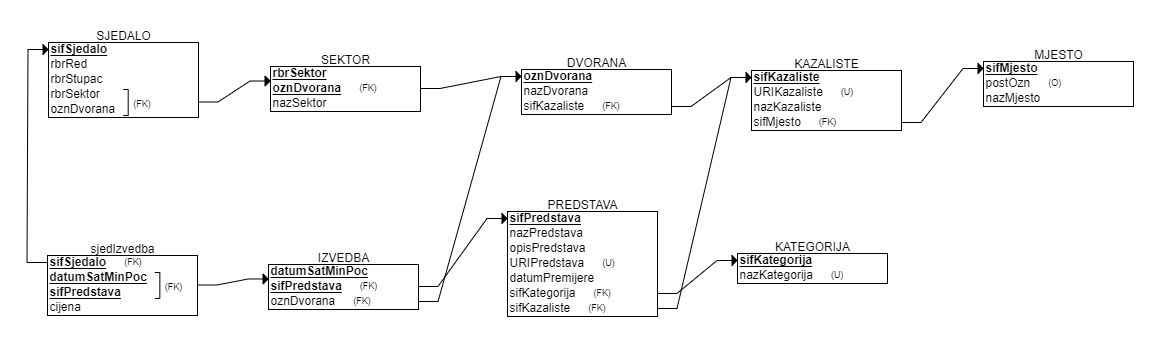 SJEDALO
sifSjedalo
rbrRed
rbrStupac
rbrSektor
oznDvorana
(FK)
SEKTOR
rbrSektor
oznDvorana (FK)
nazSektor
DVORANA
oznDvorana
nazDvorana
sifKazaliste (FK)
KAZALISTE
sifKazaliste
URIKazaliste (U)
nazKazaliste
sifMjesto (FK)
MJESTO
sifMjesto
postOzn (O)
nazMjesto
sjedIzvedba
sifSjedalo (FK)
datumSatMinPoc
sifPredstava
(FK)
cijena
IZVEDBA
datumSatMinPoc
sifPredstava (FK)
oznDvorana (FK)
PREDSTAVA
sifPredstava
nazPredstava
opisPredstava
URIPredstava (U)
datumPremijere
sifKategorija (FK)
sifKazaliste (FK)
KATEGORIJA
sifKategorija
nazKategorija (U)